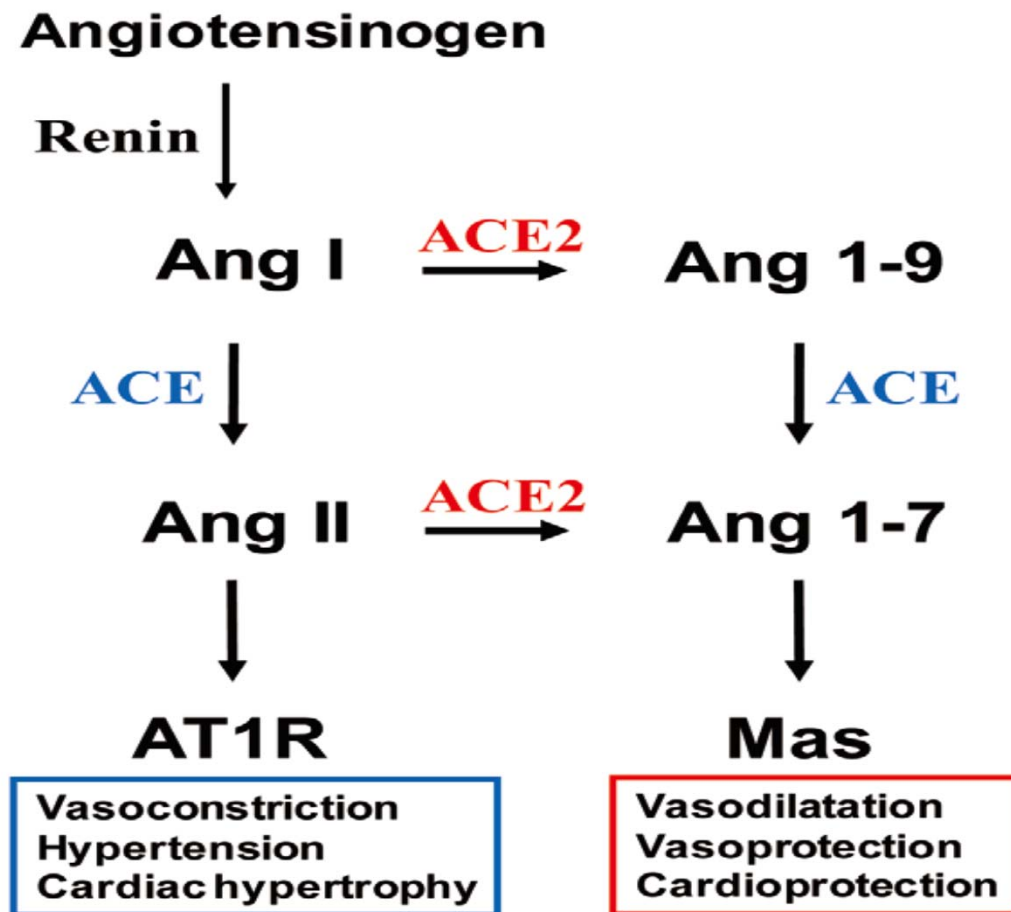 Angiotensinogen
Renin
Ang I
ACE2
Ang 1-9
ACE
ACE
Ang II
ACE2
Ang 1-7
AT1R
Mas
Vasoconstriction
Hypertension
Cardiac hypertrophy
Vasodilatation
Vasoprotection
Cardioprotection